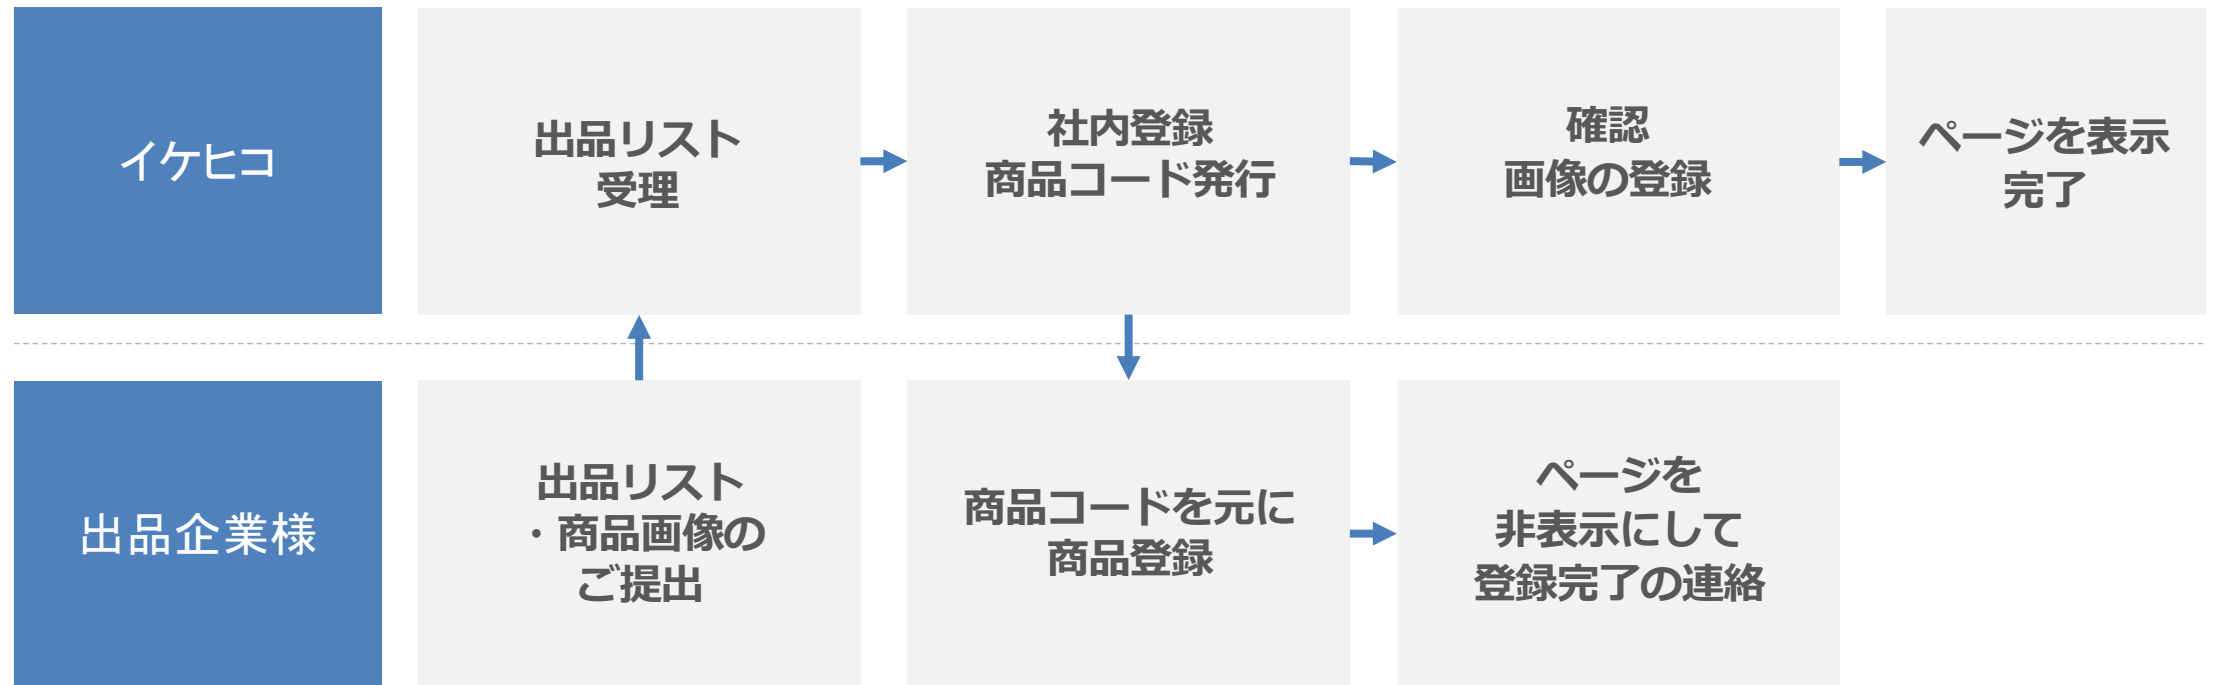 イケヒコ
出品リスト
受理
社内登録
商品コード発行
確認
画像の登録
ページを表示
完了
出品企業様
出品リスト
・商品画像の
ご提出
商品コードを元に
商品登録
ページを
非表示にして
登録完了の連絡